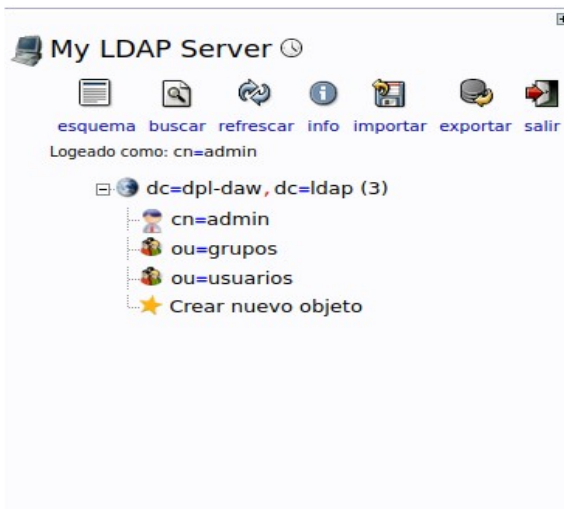 My LDAP Server
esquema buscar refrescar info importar exportar salir
Logeado como: cn=admin
dc=dpl-daw,dc=ldap (3)
cn=admin
ou=grupos
ou=usuarios
Crear nuevo objeto